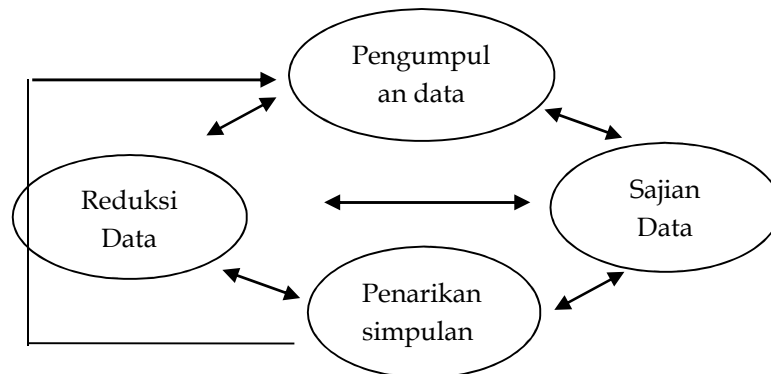 Pengumpul
an data
Reduksi
Data
Sajian
Data
Penarikan
simpulan